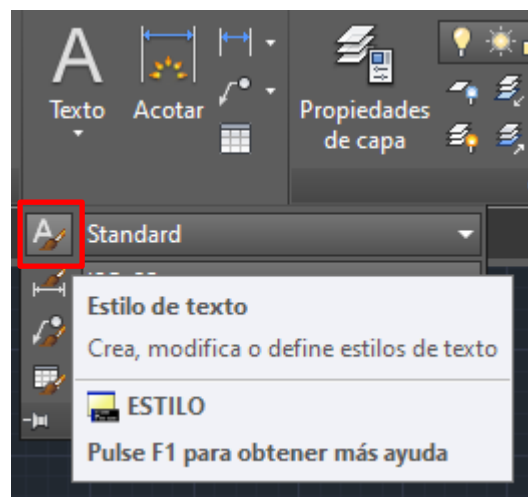 A
Texto
Acotar
Propiedades
de capa
A
Standard
Estilo de texto
Crea, modifica o define estilos de texto
ESTILO
Pulse F1 para obtener más ayuda